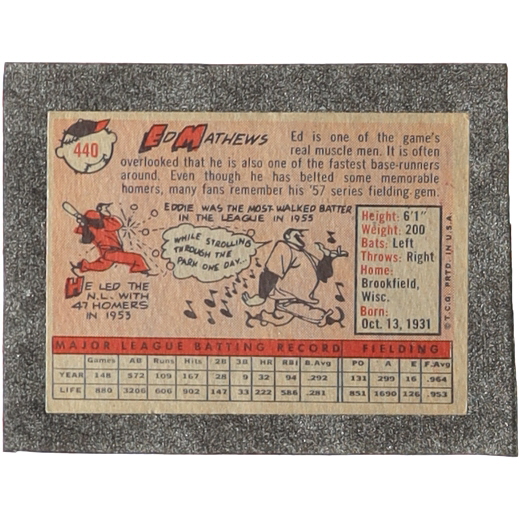 440
ED MATHEWS
Ed is one of the game's
real muscle men. It is often
overlooked that he is also one of the fastest base-runners
around. Even though he has belted some memorable
homers, many fans remember his '57 series fielding gem.
EDDIE WAS THE MOST-WALKED BATTER
IN THE LEAGUE IN 1955
WHILE STROLLING
THROUGH THE
PARK ONE DAY...
HE LED THE
N.L. WITH
47 HOMERS
IN 1953
Height: 6'1"
Weight: 200
Bats: Left
Throws: Right
Home:
Brookfield,
Wisc.
Born:
Oct. 13, 1931
© T.C.G. PRTD. IN U.S.A.
MAJOR LEAGUE BATTING RECORD FIELDING
Games AB Runs Hits 2B 3B HR RBI B.Avg PO A E F.Avg
YEAR 148 572 109 167 28 9 32 94 .292 131 299 16 .964
LIFE 880 3206 606 902 147 33 222 586 .281 851 1690 126 .953